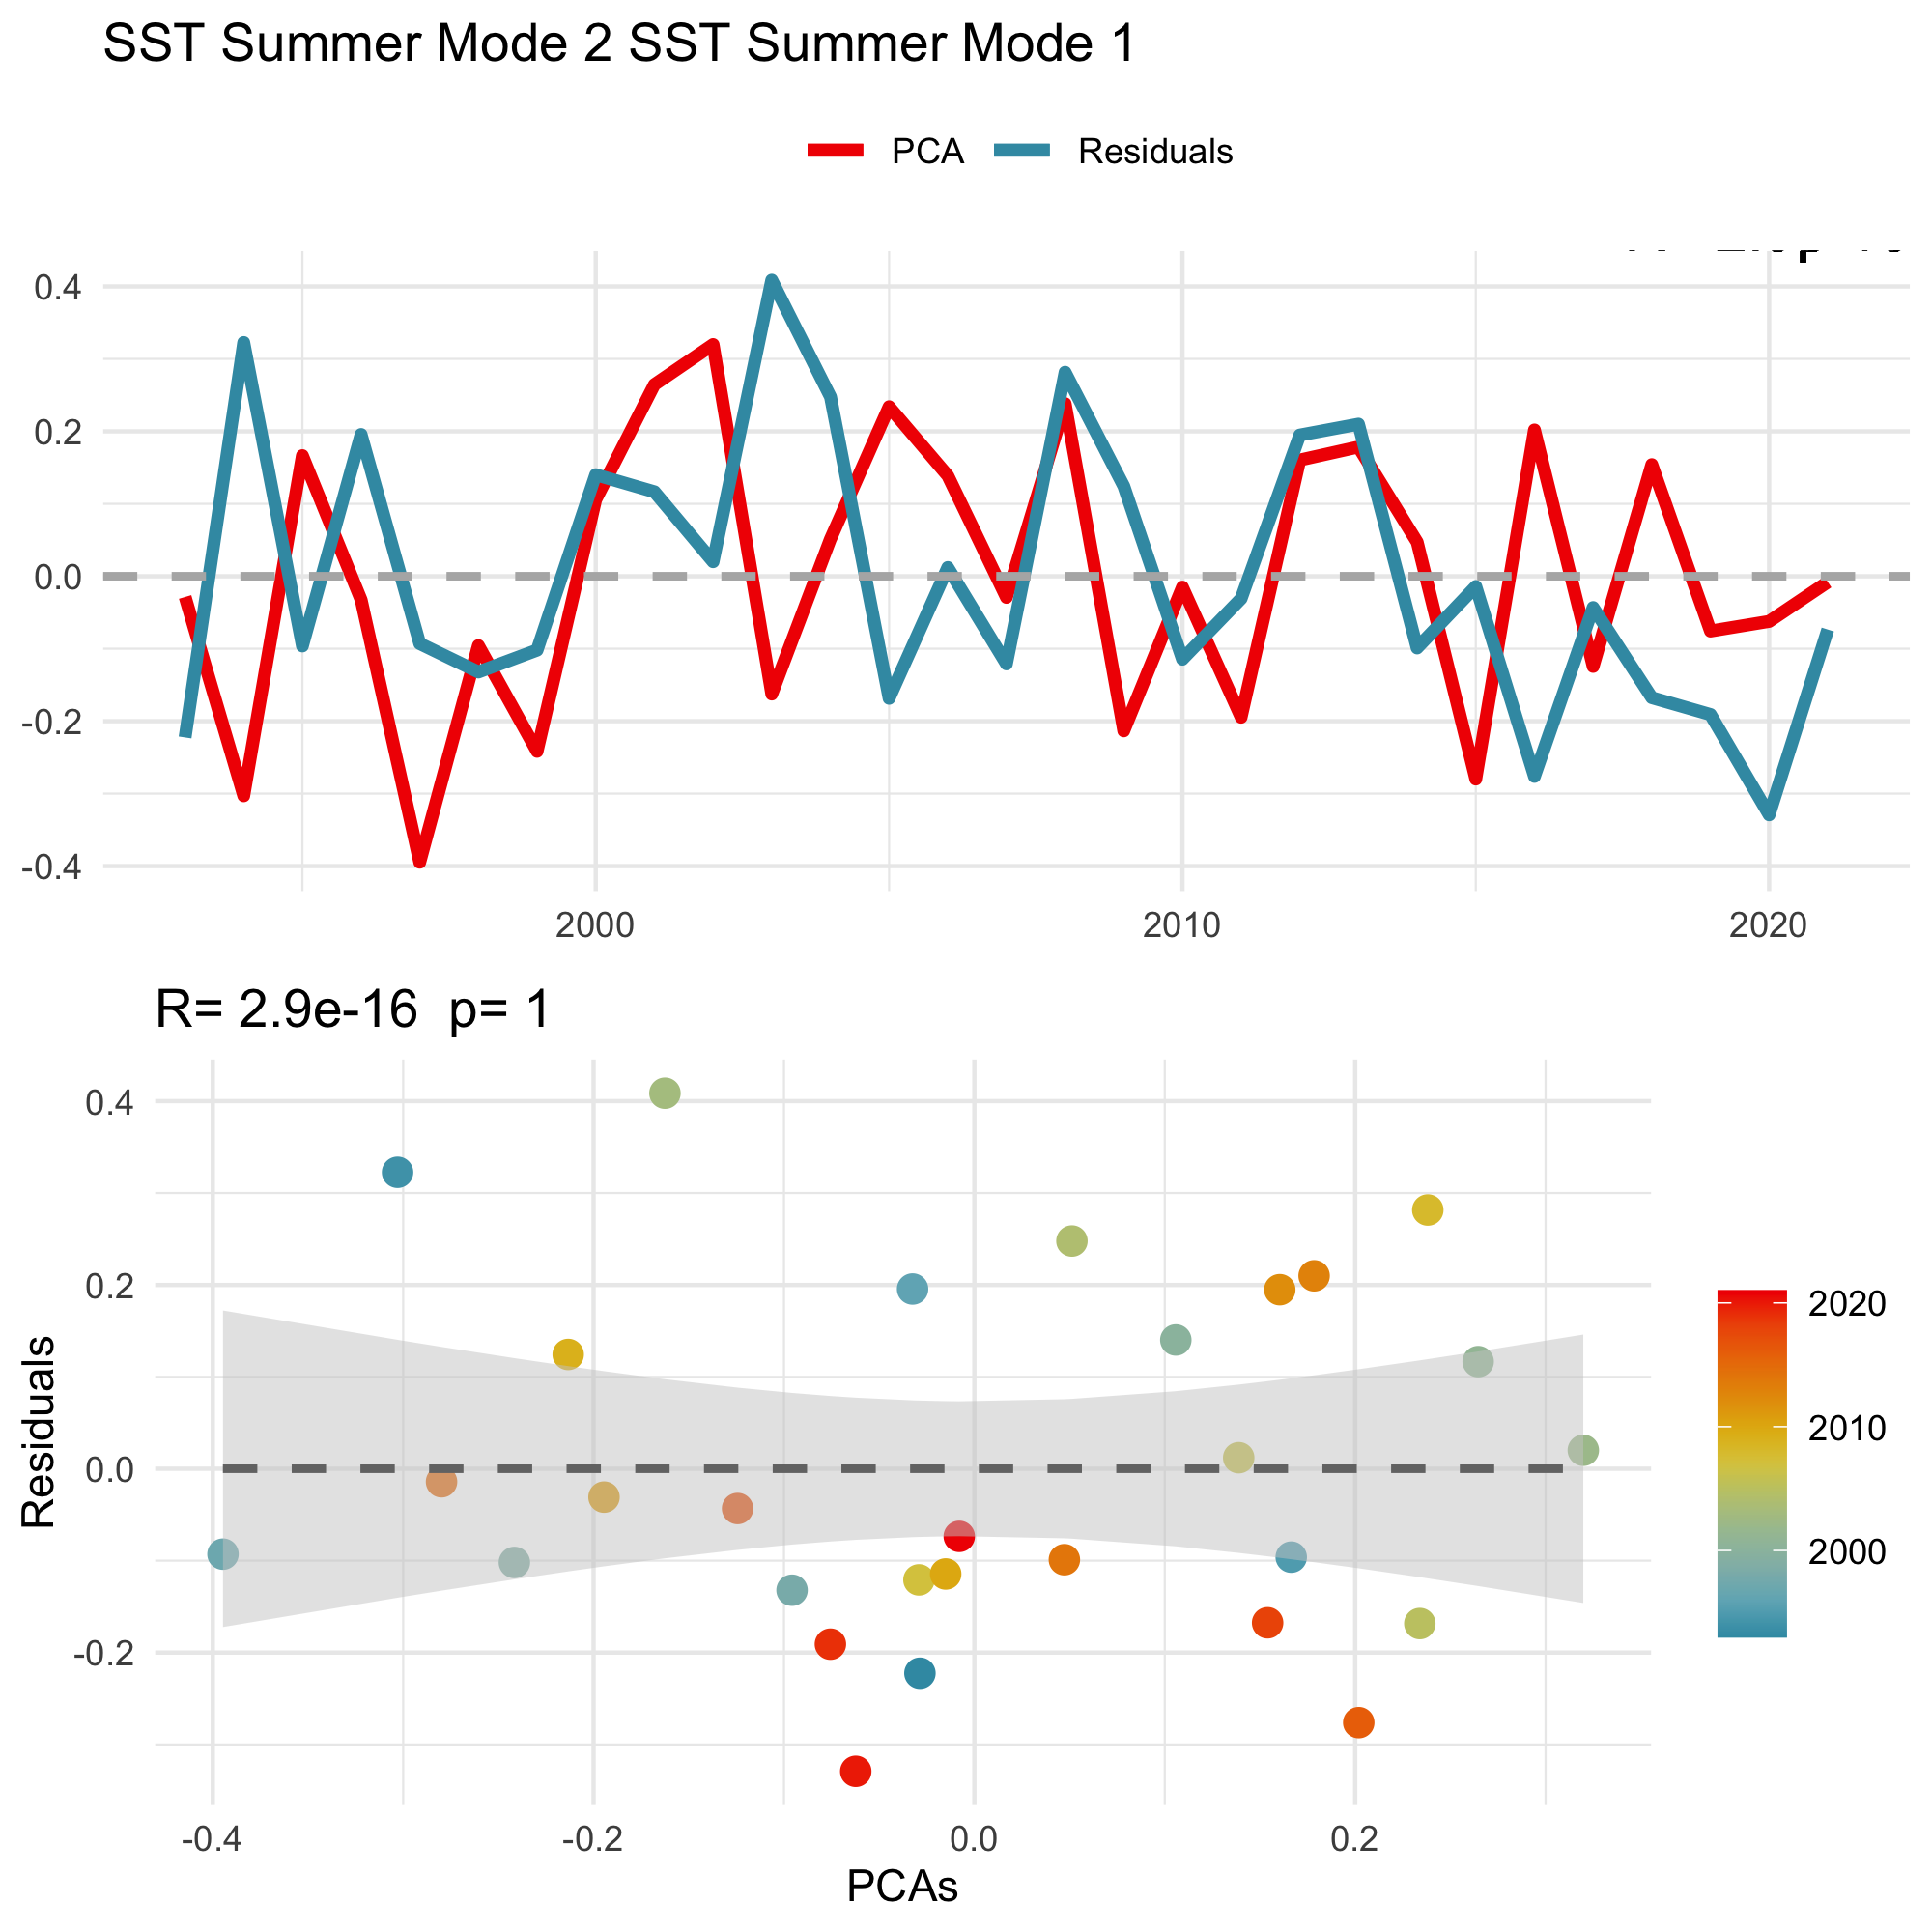 SST Summer Mode 2 SST Summer Mode 1
PCA Residuals
0.4
0.2
0.0
-0.2
-0.4
2000 2010 2020
R= 2.9e-16 p= 1
Residuals
0.4
0.2
0.0
-0.2
-0.4 -0.2 0.0 0.2
PCAs
2020
2010
2000